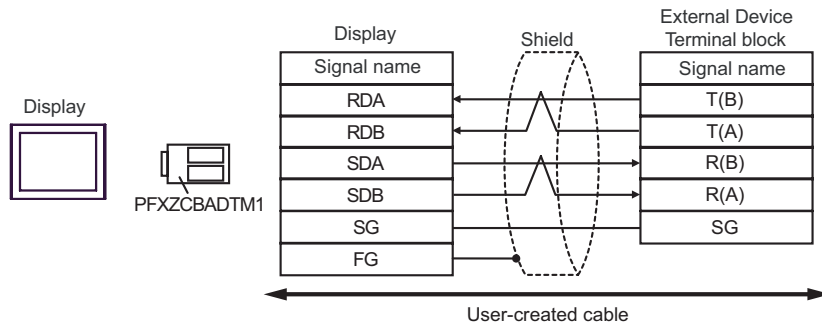 Display
Shield
External Device
Terminal block
Signal name
Signal name
RDA
T(B)
RDB
T(A)
SDA
R(B)
SDB
R(A)
SG
SG
FG
Display
PFXZCBADTM1
User-created cable